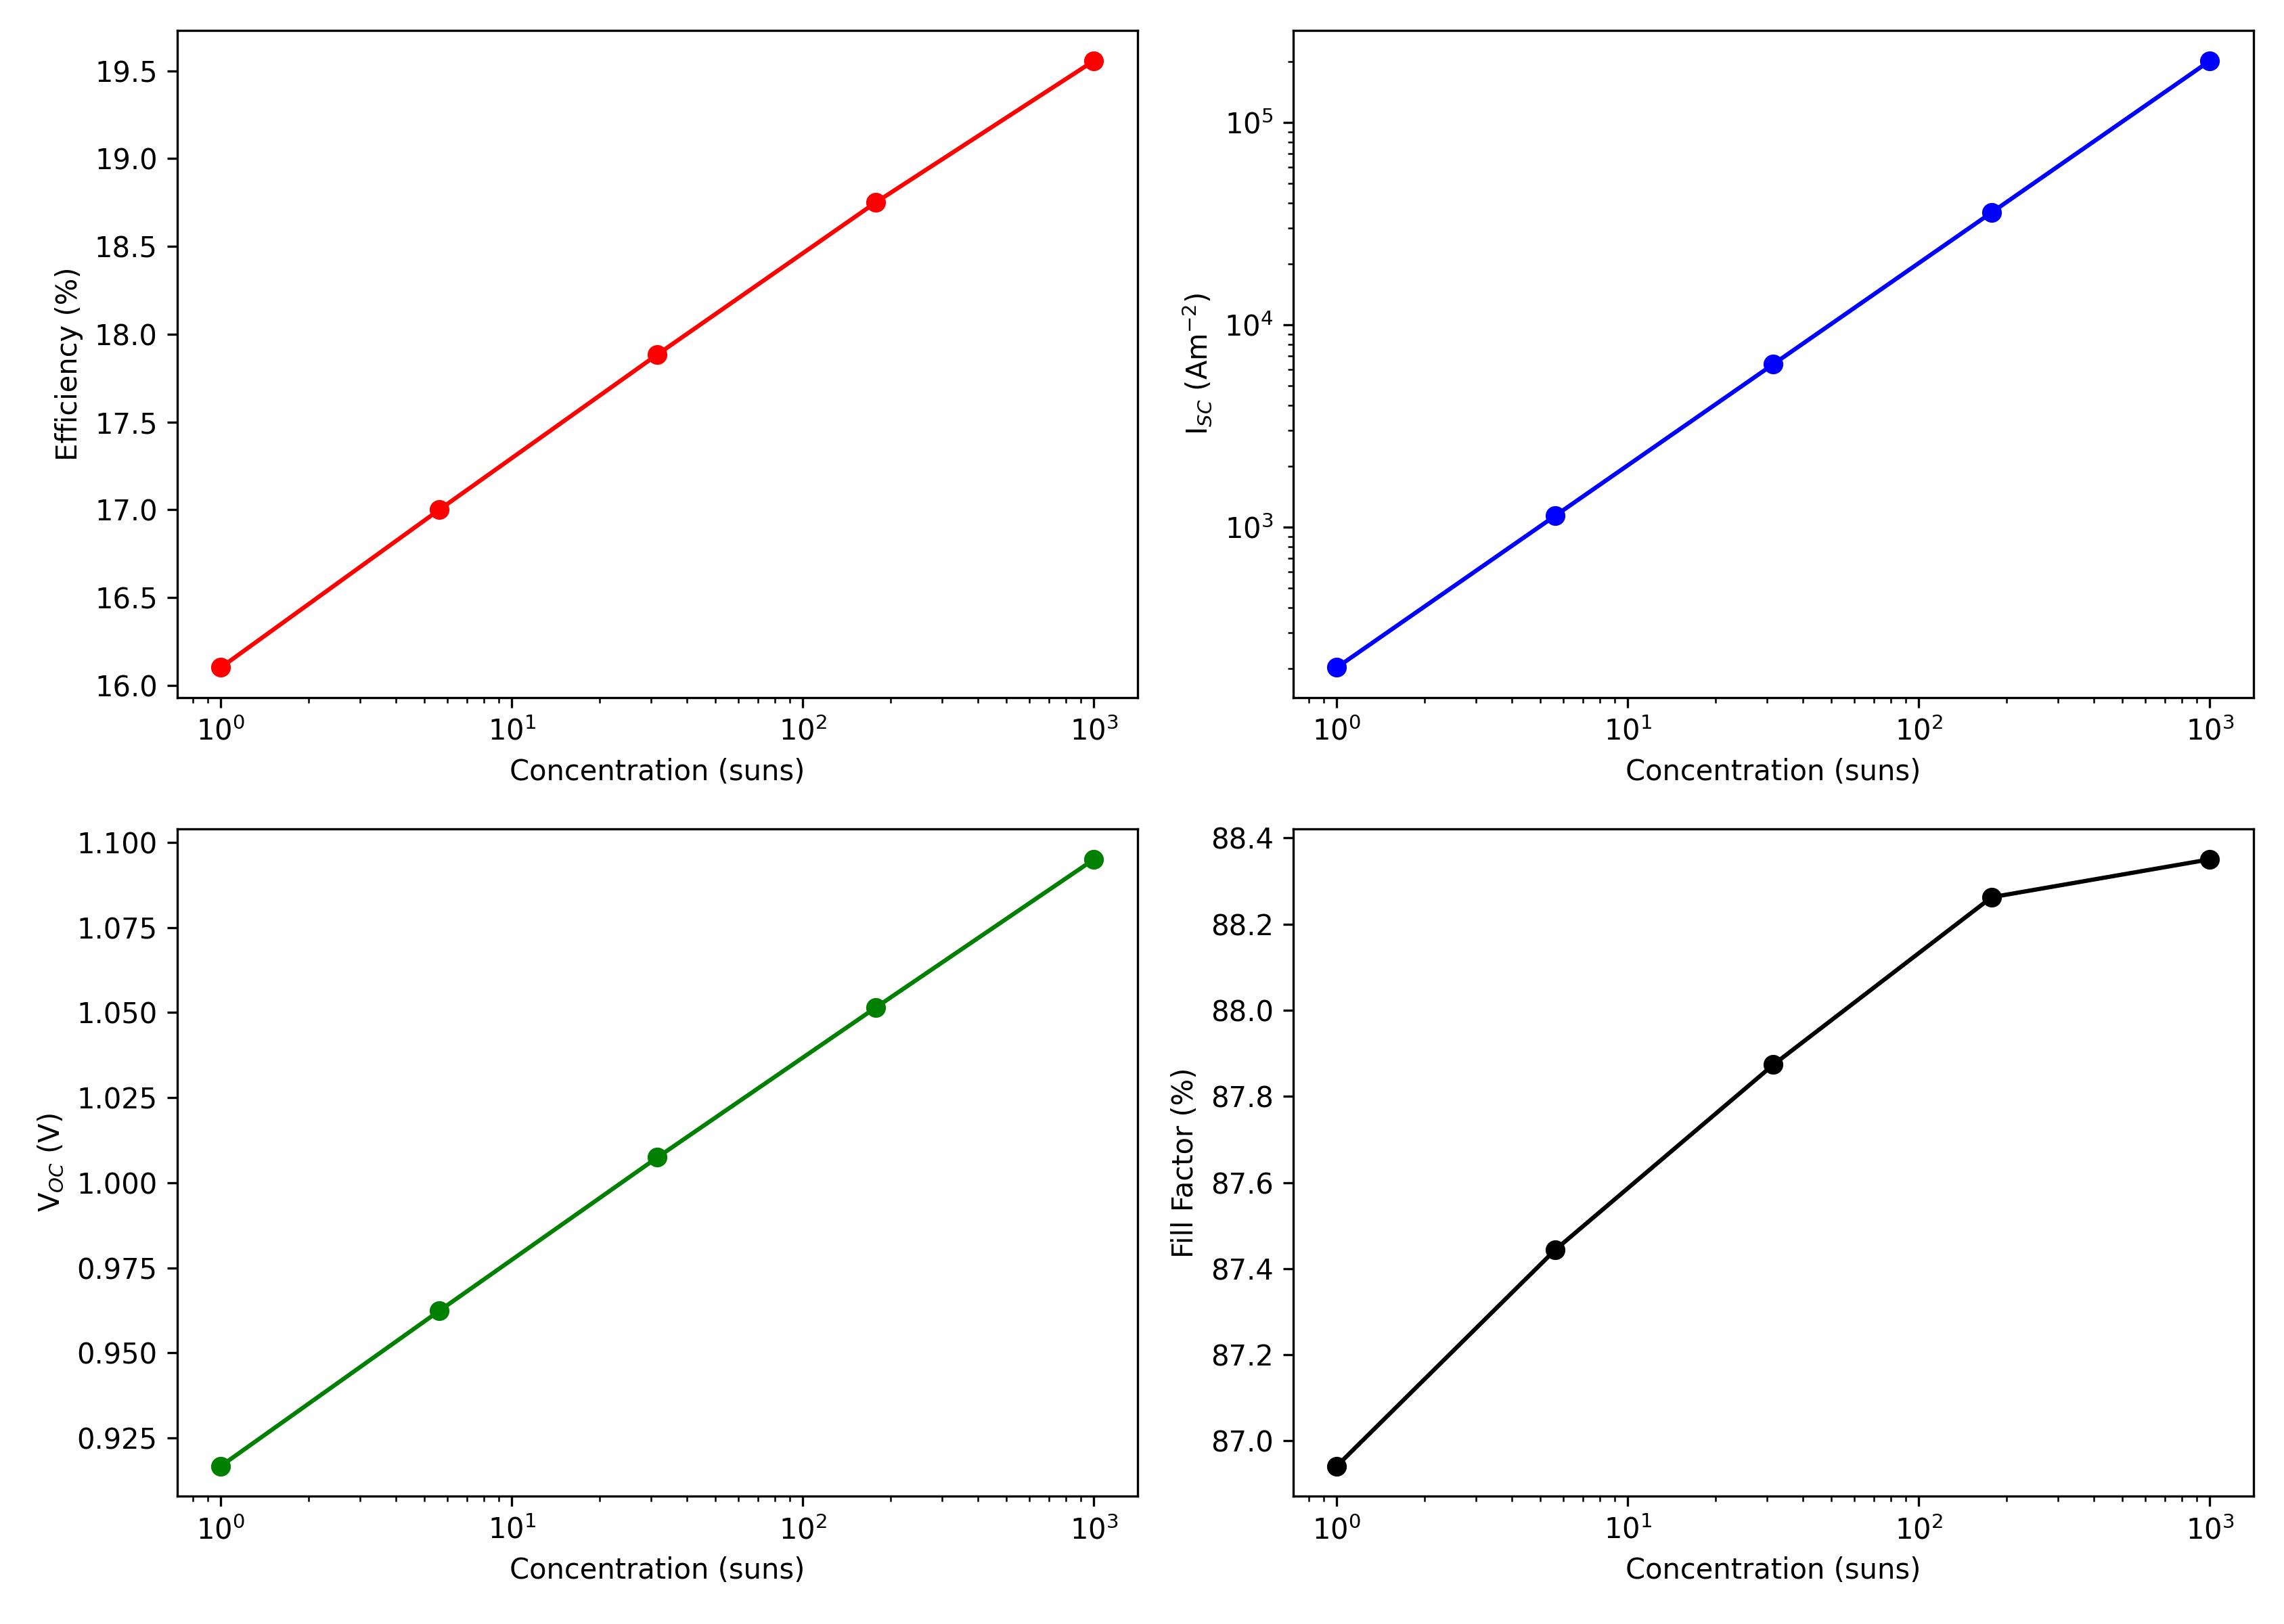 19.5
19.0
18.5
18.0
17.5
17.0
16.5
16.0
Efficiency (%)
10⁰ 10¹ 10² 10³
Concentration (suns)
10⁵
10⁴
10³
I_SC (Am⁻²)
10⁰ 10¹ 10² 10³
Concentration (suns)
1.100
1.075
1.050
1.025
1.000
0.975
0.950
0.925
V_OC (V)
10⁰ 10¹ 10² 10³
Concentration (suns)
88.4
88.2
88.0
87.8
87.6
87.4
87.2
87.0
Fill Factor (%)
10⁰ 10¹ 10² 10³
Concentration (suns)